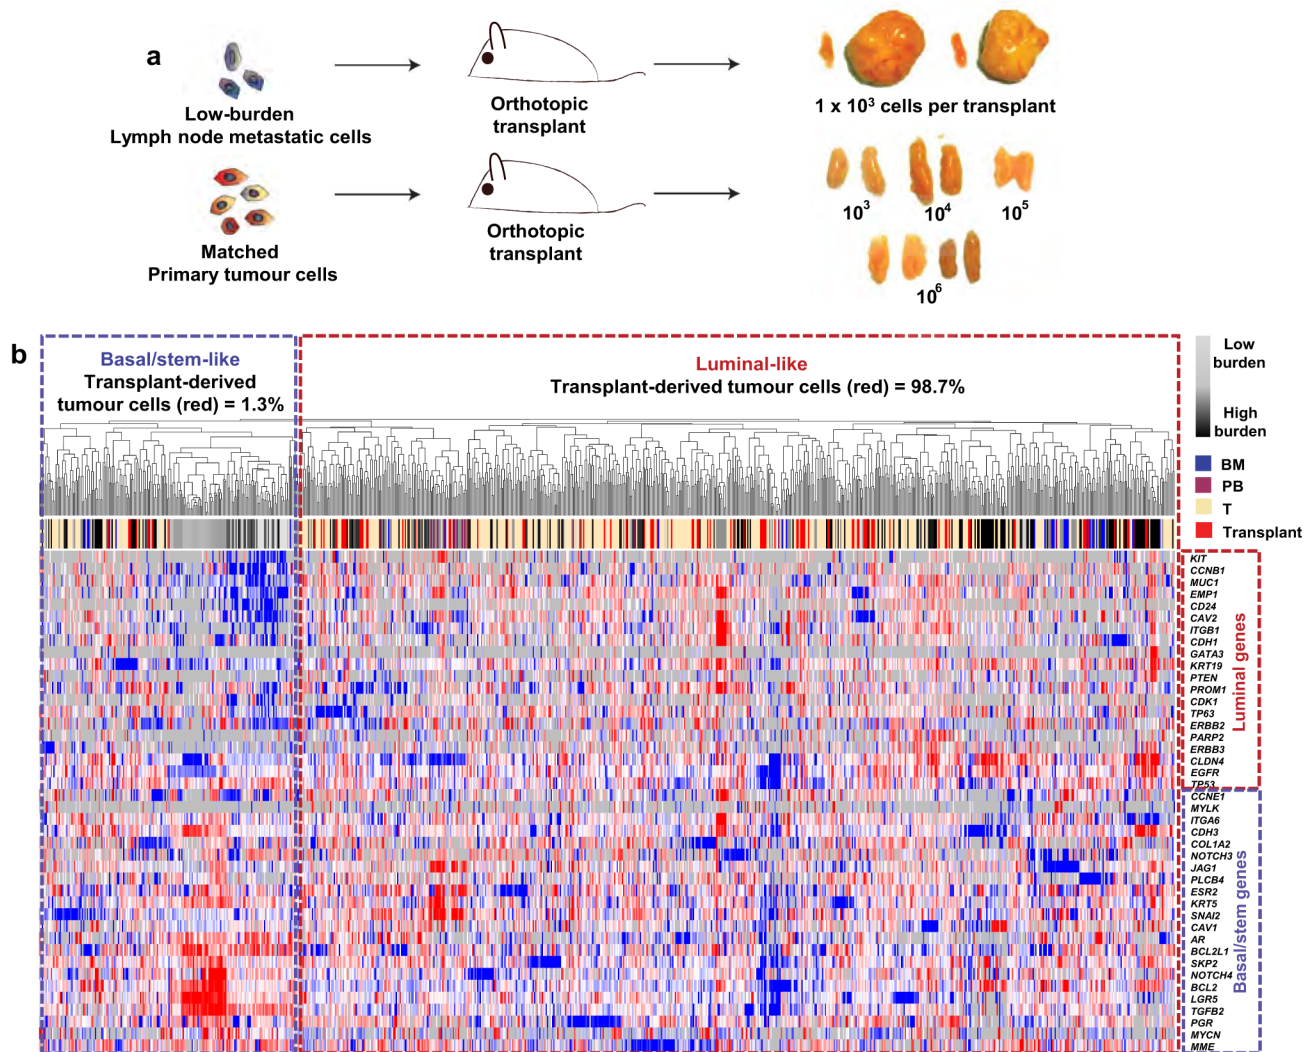 a
Low-burden
Lymph node metastatic cells
Orthotopic
transplant
1 x 10³ cells per transplant
Matched
Primary tumour cells
Orthotopic
transplant
10³
10⁴
10⁵
10⁶
b
Basal/stem-like
Transplant-derived
tumour cells (red) = 1.3%
Luminal-like
Transplant-derived tumour cells (red) = 98.7%
Low
burden
High
burden
BM
PB
T
Transplant
KIT
CCNB1
MUC1
EMP1
CD24
CAV2
ITGB1
CDH1
GATA3
KRT19
PTEN
PROM1
CDK1
TP63
ERBB2
PARP2
ERBB3
CLDN4
EGFR
TP53
Luminal genes
CCNE1
MYLK
ITGA6
CDH3
COL1A2
NOTCH3
JAG1
PLCB4
ESR2
KRT5
SNAI2
CAV1
AR
BCL2L1
SKP2
NOTCH4
BCL2
LGR5
TGFB2
PGR
MYCN
MME
Basal/stem genes